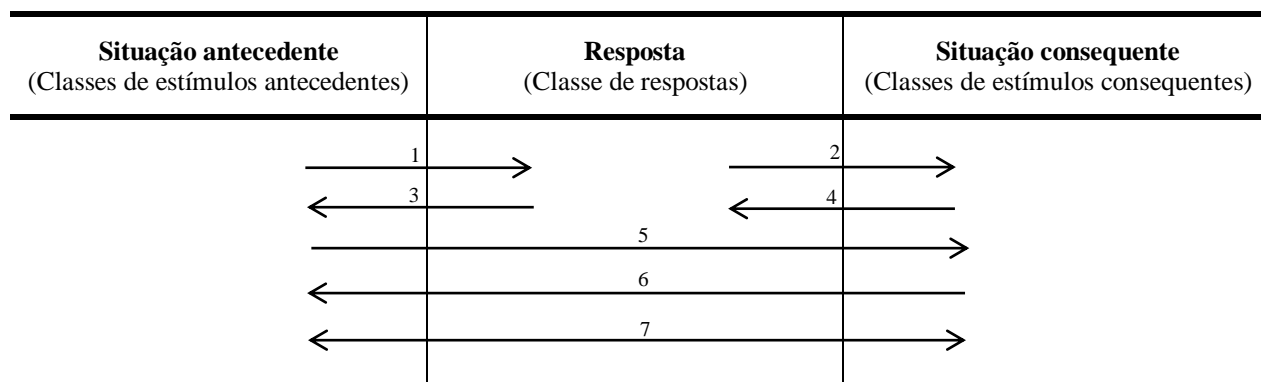 Situação antecedente
(Classes de estímulos antecedentes)
Resposta
(Classe de respostas)
Situação consequente
(Classes de estímulos consequentes)
1
2
3
4
5
6
7